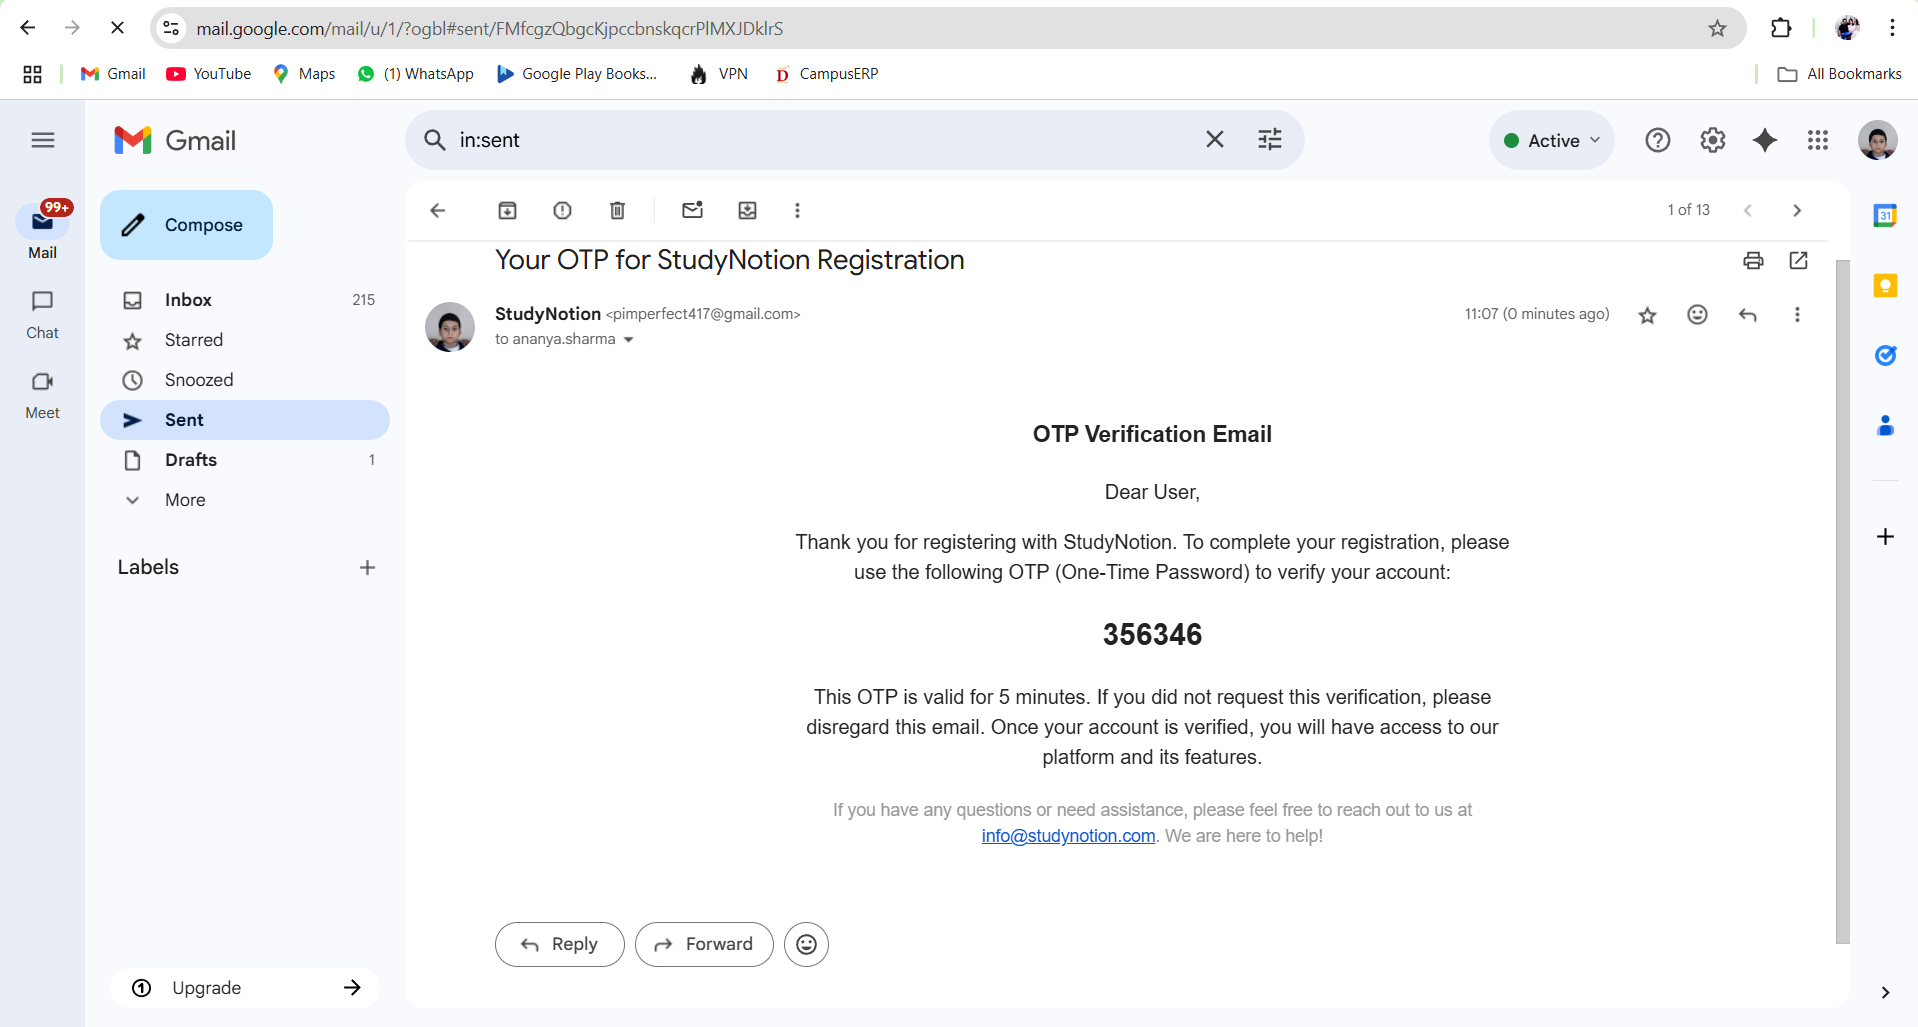 mail.google.com/mail/u/1/?ogbl#sent/FMfcgzQbgcKjpccbnskqcrPlMXJDklrS
Gmail
YouTube
Maps
(1) WhatsApp
Google Play Books...
VPN
D CampusERP
All Bookmarks
Gmail
in:sent
Active
99+
Mail
Chat
Meet
Compose
Inbox 215
Starred
Snoozed
Sent
Drafts 1
More
Labels
Upgrade
1 of 13
31
Your OTP for StudyNotion Registration
StudyNotion <pimperfect417@gmail.com>
11:07 (0 minutes ago)
to ananya.sharma
OTP Verification Email
Dear User,
Thank you for registering with StudyNotion. To complete your registration, please
use the following OTP (One-Time Password) to verify your account:
356346
This OTP is valid for 5 minutes. If you did not request this verification, please
disregard this email. Once your account is verified, you will have access to our
platform and its features.
If you have any questions or need assistance, please feel free to reach out to us at
info@studynotion.com. We are here to help!
Reply
Forward